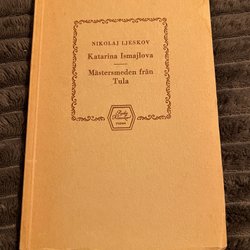 NIKOLAJ LJESKOV
Katarina Ismajlova
Mästersmeden från
Tula